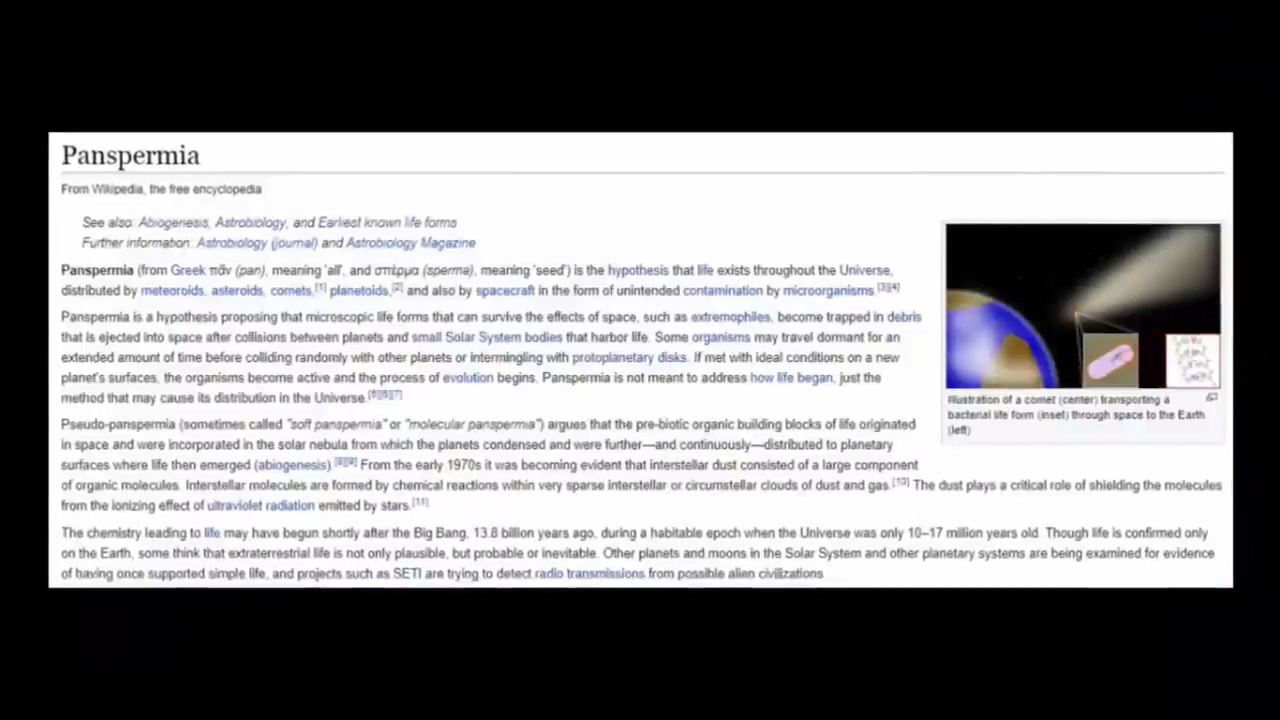 Panspermia
From Wikipedia, the free encyclopedia
See also: Abiogenesis, Astrobiology, and Earliest known life forms
Further information: Astrobiology (journal) and Astrobiology Magazine
Panspermia (from Greek πᾶν (pan), meaning 'all', and σπέρμα (sperma), meaning 'seed') is the hypothesis that life exists throughout the Universe,
distributed by meteoroids, asteroids, comets,[1] planetoids,[2] and also by spacecraft in the form of unintended contamination by microorganisms.[3][4]
Panspermia is a hypothesis proposing that microscopic life forms that can survive the effects of space, such as extremophiles, become trapped in debris
that is ejected into space after collisions between planets and small Solar System bodies that harbor life. Some organisms may travel dormant for an
extended amount of time before colliding randomly with other planets or intermingling with protoplanetary disks. If met with ideal conditions on a new
planet's surfaces, the organisms become active and the process of evolution begins. Panspermia is not meant to address how life began, just the
method that may cause its distribution in the Universe.[5][6][7]
Pseudo-panspermia (sometimes called "soft panspermia" or "molecular panspermia") argues that the pre-biotic organic building blocks of life originated
in space and were incorporated in the solar nebula from which the planets condensed and were further—and continuously—distributed to planetary
surfaces where life then emerged (abiogenesis).[8][9] From the early 1970s it was becoming evident that interstellar dust consisted of a large component
of organic molecules. Interstellar molecules are formed by chemical reactions within very sparse interstellar or circumstellar clouds of dust and gas.[10] The dust plays a critical role of shielding the molecules
from the ionizing effect of ultraviolet radiation emitted by stars.[11]
The chemistry leading to life may have begun shortly after the Big Bang, 13.8 billion years ago, during a habitable epoch when the Universe was only 10–17 million years old. Though life is confirmed only
on the Earth, some think that extraterrestrial life is not only plausible, but probable or inevitable. Other planets and moons in the Solar System and other planetary systems are being examined for evidence
of having once supported simple life, and projects such as SETI are trying to detect radio transmissions from possible alien civilizations.
Illustration of a comet (center) transporting a
bacterial life form (inset) through space to the Earth
(left)